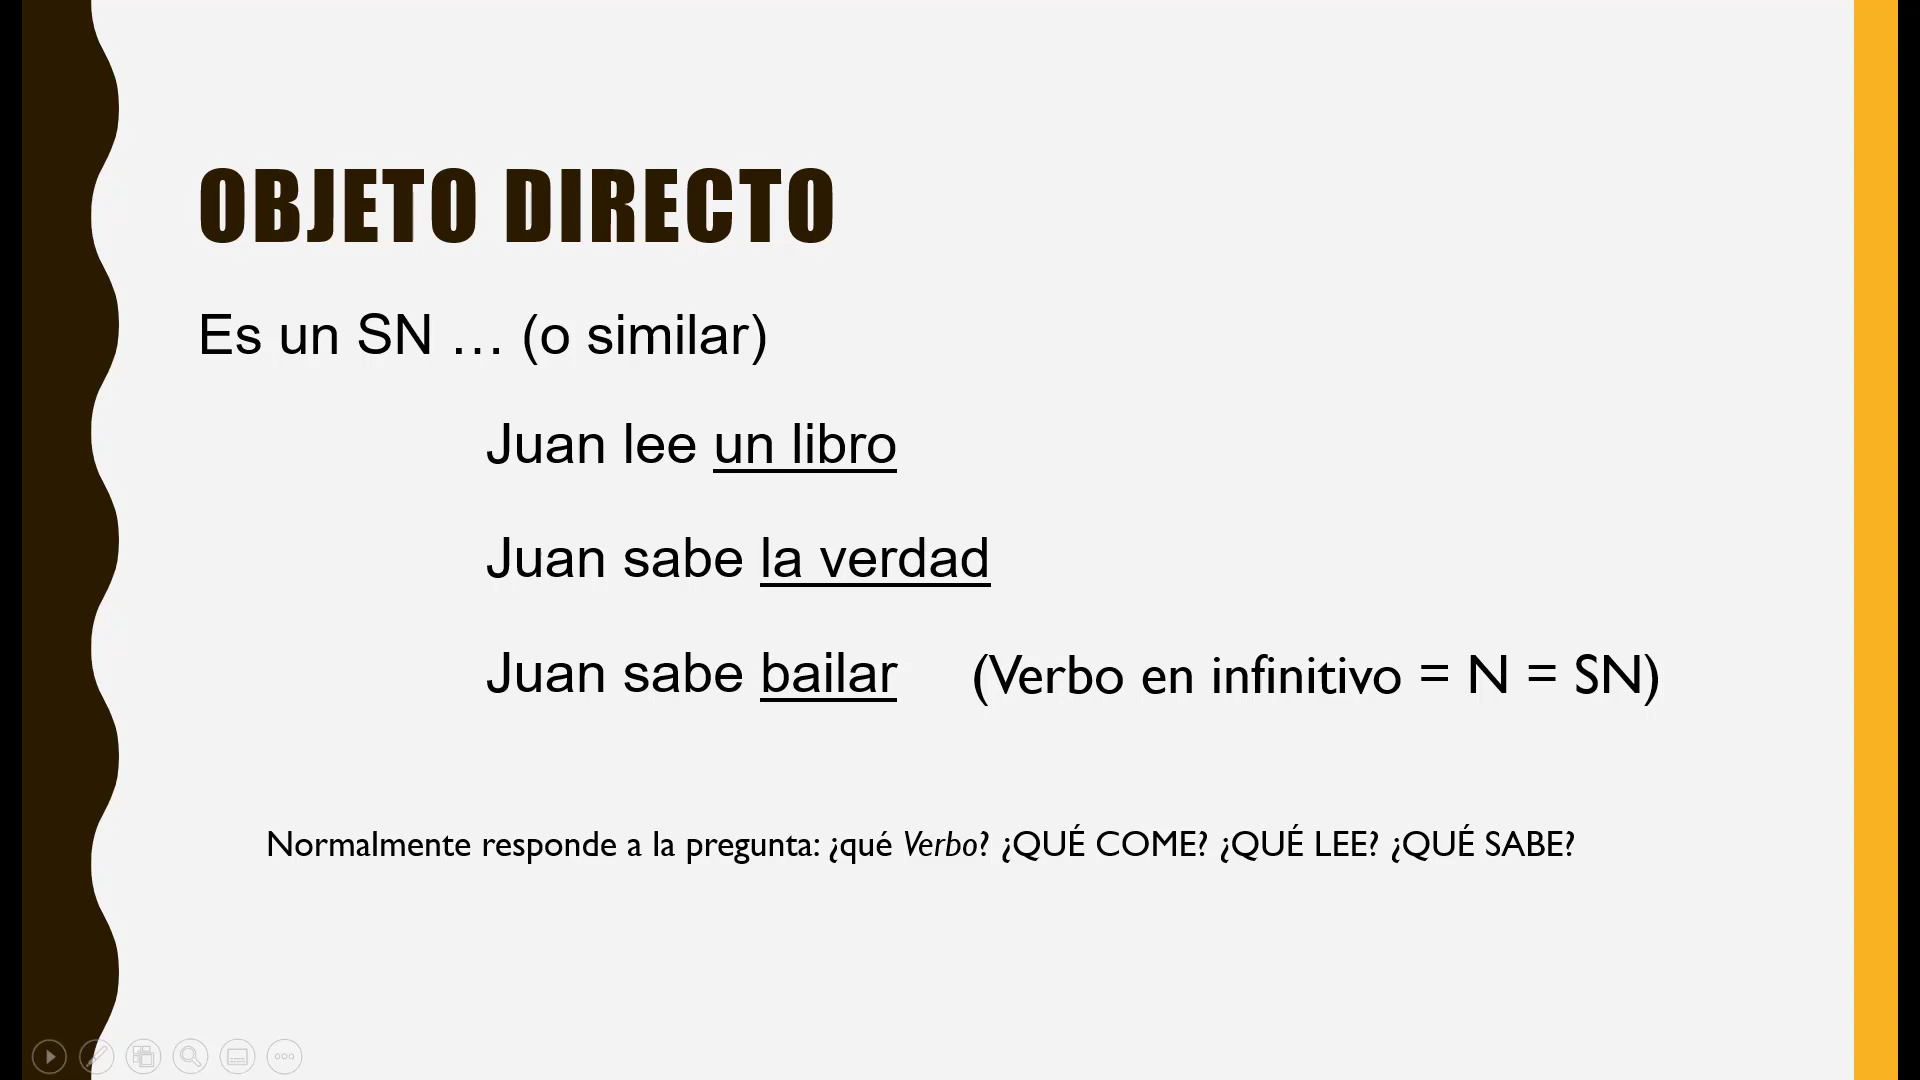 OBJETO DIRECTO
Es un SN … (o similar)
Juan lee un libro
Juan sabe la verdad
Juan sabe bailar (Verbo en infinitivo = N = SN)
Normalmente responde a la pregunta: ¿qué Verbo? ¿QUÉ COME? ¿QUÉ LEE? ¿QUÉ SABE?